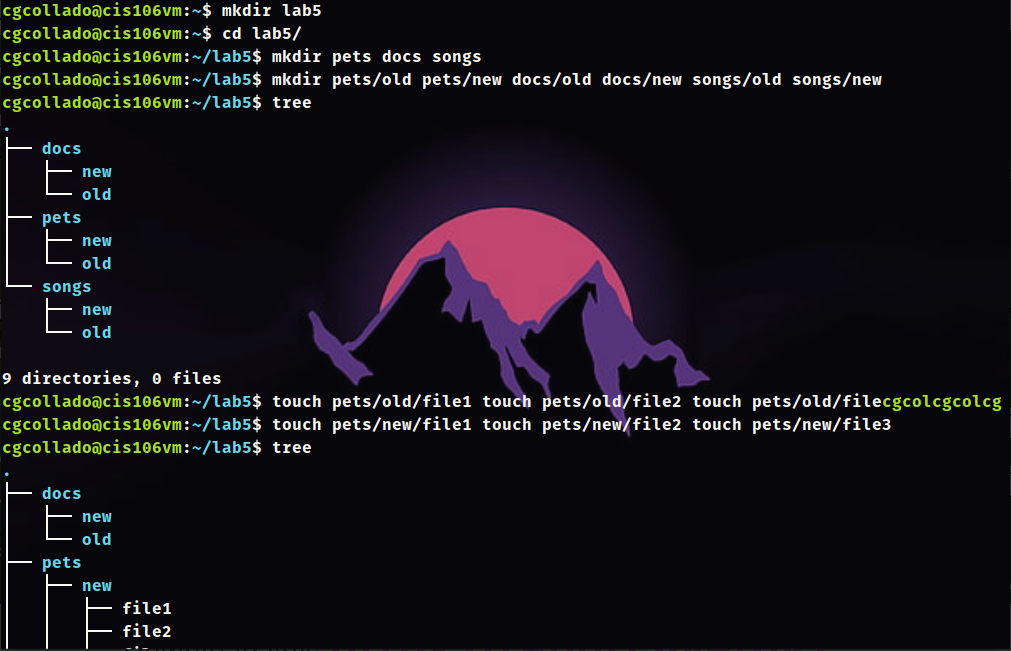 cgcollado@cis106vm:~$ mkdir lab5
cgcollado@cis106vm:~$ cd lab5/
cgcollado@cis106vm:~/lab5$ mkdir pets docs songs
cgcollado@cis106vm:~/lab5$ mkdir pets/old pets/new docs/old docs/new songs/old songs/new
cgcollado@cis106vm:~/lab5$ tree
.
├── docs
│   ├── new
│   └── old
├── pets
│   ├── new
│   └── old
└── songs
    ├── new
    └── old
9 directories, 0 files
cgcollado@cis106vm:~/lab5$ touch pets/old/file1 touch pets/old/file2 touch pets/old/filecgcolcgcolcg
cgcollado@cis106vm:~/lab5$ touch pets/new/file1 touch pets/new/file2 touch pets/new/file3
cgcollado@cis106vm:~/lab5$ tree
.
├── docs
│   ├── new
│   └── old
├── pets
│   ├── new
│   │   ├── file1
│   │   ├── file2